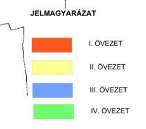 JELMAGYARÁZAT
I. ÖVEZET
II. ÖVEZET
III. ÖVEZET
IV. ÖVEZET